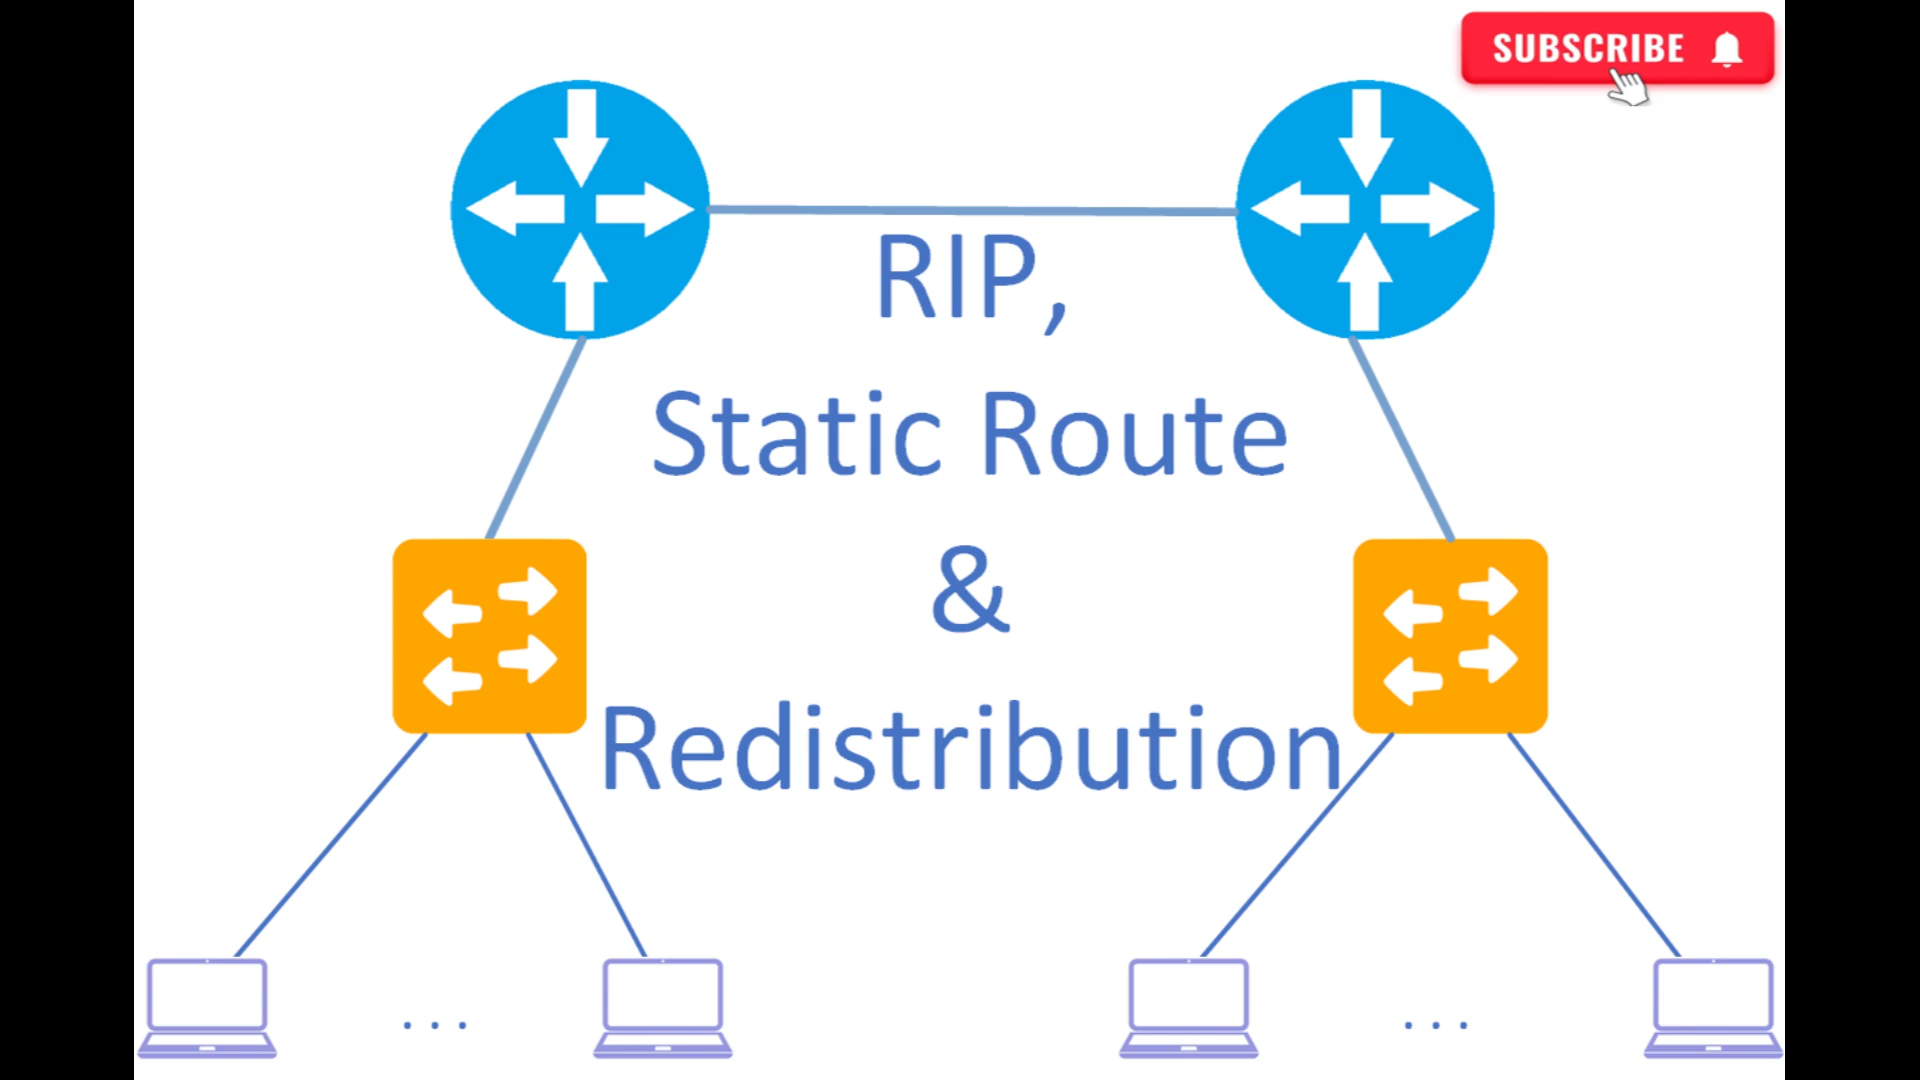 SUBSCRIBE
RIP,
Static Route
&
Redistribution
...
...